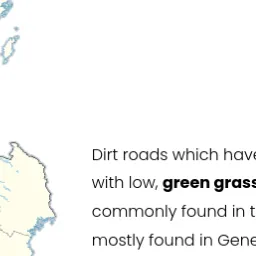 Dirt roads which have
with low, green grass
commonly found in t
mostly found in Gene